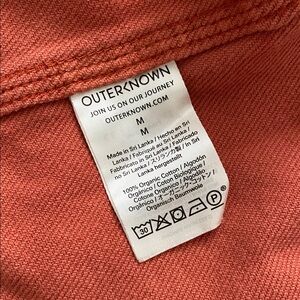 OUTERKNOWN
JOIN US ON OUR JOURNEY
OUTERKNOWN.COM
M
M
Made in Sri Lanka / Hecho en Sri
Lanka / Fabriqué au Sri Lanka /
Fabbricato in Sri Lanka / Fabricado
no Sri Lanka / スリランカ製 / In Sri
Lanka hergestellt
100% Organic Cotton / Algodón
Orgánico / Coton Biologique /
Cotone Organico / Algodão
Orgânico / オーガニックコットン /
Organisch Baumwolle
30
P